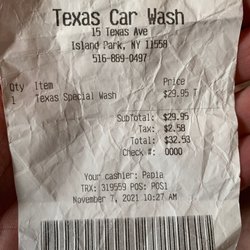 Texas Car Wash
15 Texas Ave
Island Park, NY 11558
516-889-0497
Qty Item Price
1 Texas Special Wash $29.95 T
SubTotal: $29.95
Tax: $2.58
Total: $32.53
Check #: 0000
Your cashier: Papia
TRX: 319559 POS: POS1
November 7, 2021 10:27 AM